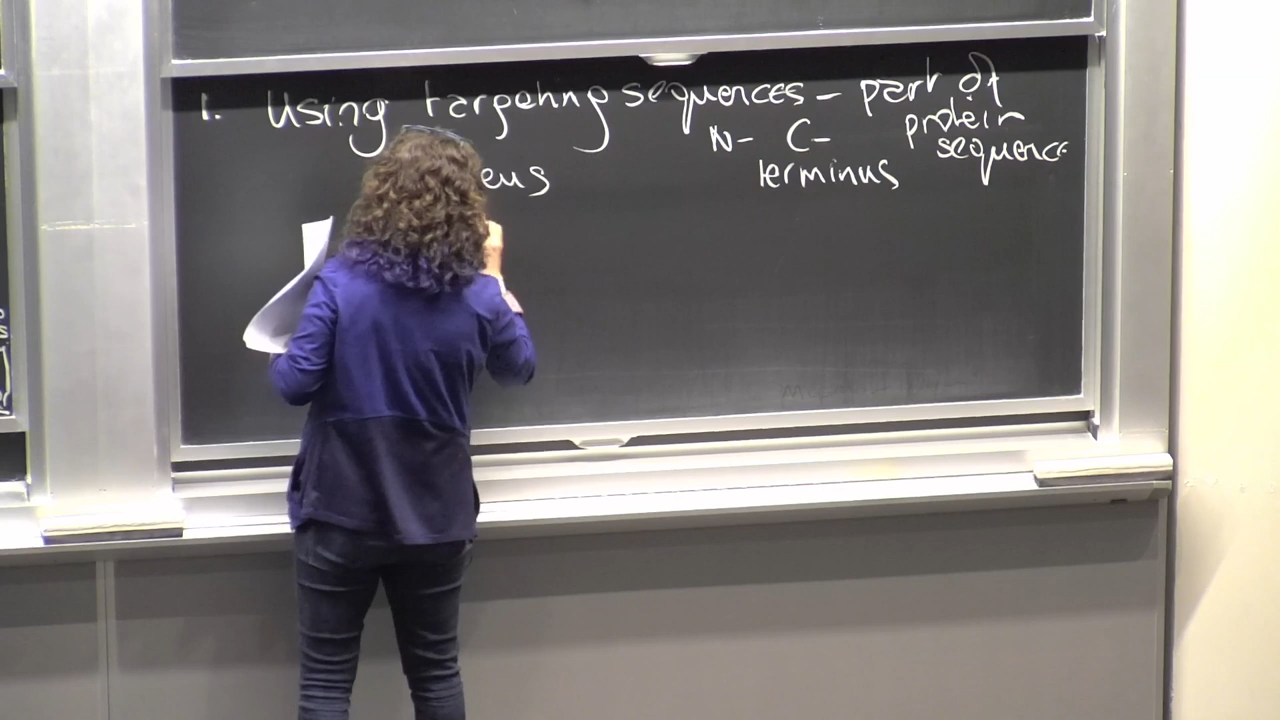 1. Using targeting sequences – part of
protein
N- C-
sequence
terminus
eus